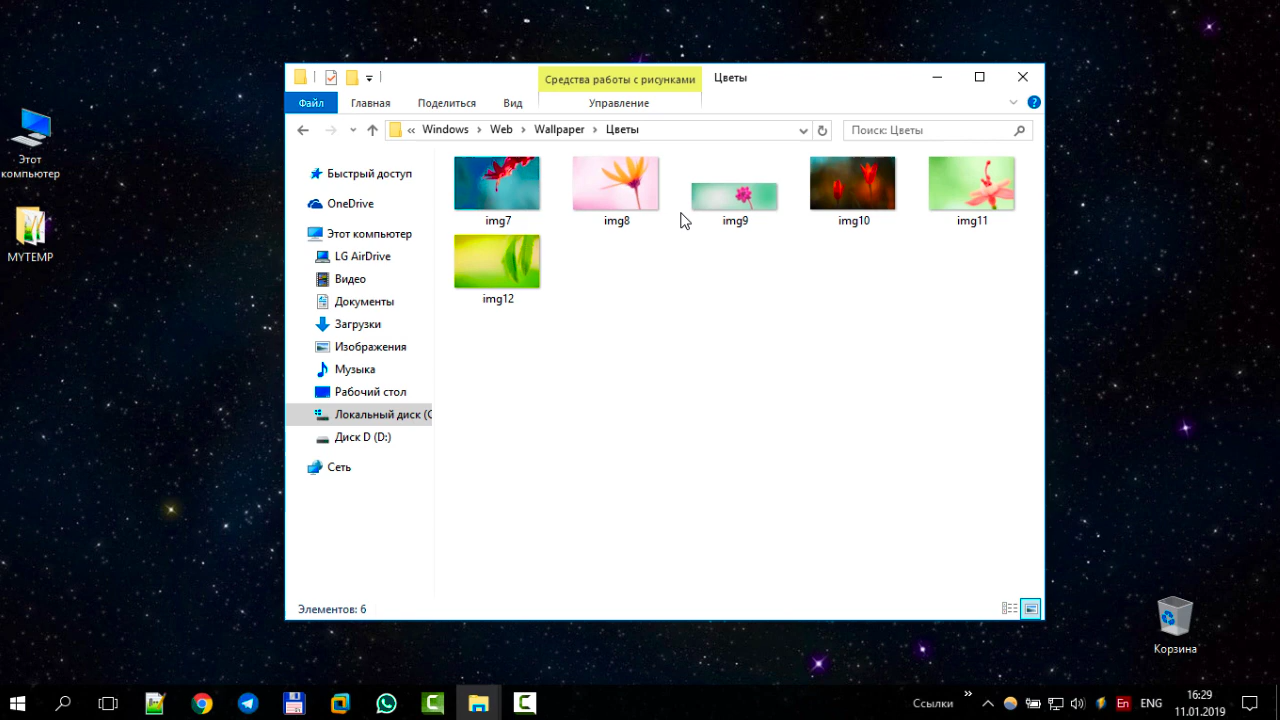 Этот
компьютер
MYTEMP
Средства работы с рисунками
Цветы
Файл
Главная
Поделиться
Вид
Управление
« Windows > Web > Wallpaper > Цветы
Поиск: Цветы
Быстрый доступ
OneDrive
Этот компьютер
LG AirDrive
Видео
Документы
Загрузки
Изображения
Музыка
Рабочий стол
Локальный диск (C
Диск D (D:)
Сеть
img7
img8
img9
img10
img11
img12
Элементов: 6
Корзина
Ссылки
»
En
ENG
16:29
11.01.2019